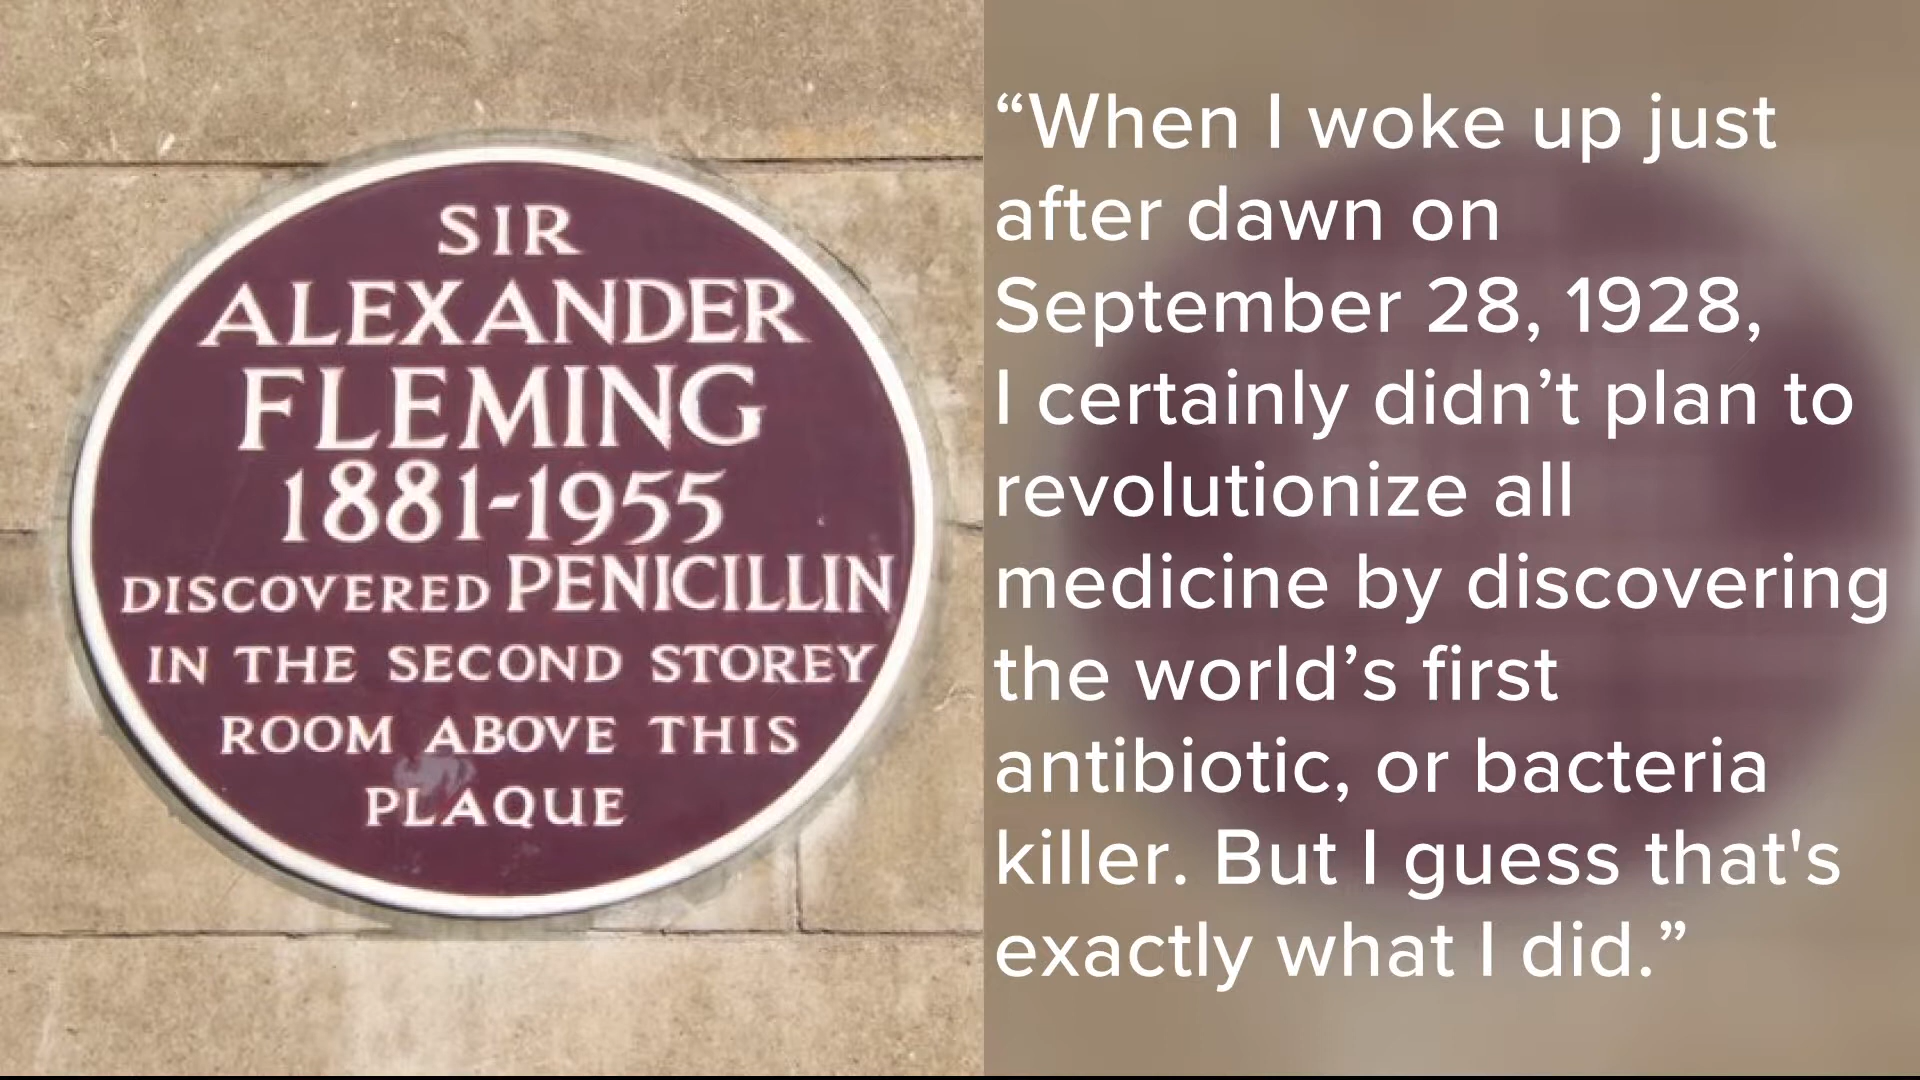 SIR
ALEXANDER
FLEMING
1881-1955
DISCOVERED PENICILLIN
IN THE SECOND STOREY
ROOM ABOVE THIS
PLAQUE
“When I woke up just
after dawn on
September 28, 1928,
I certainly didn’t plan to
revolutionize all
medicine by discovering
the world’s first
antibiotic, or bacteria
killer. But I guess that's
exactly what I did.”